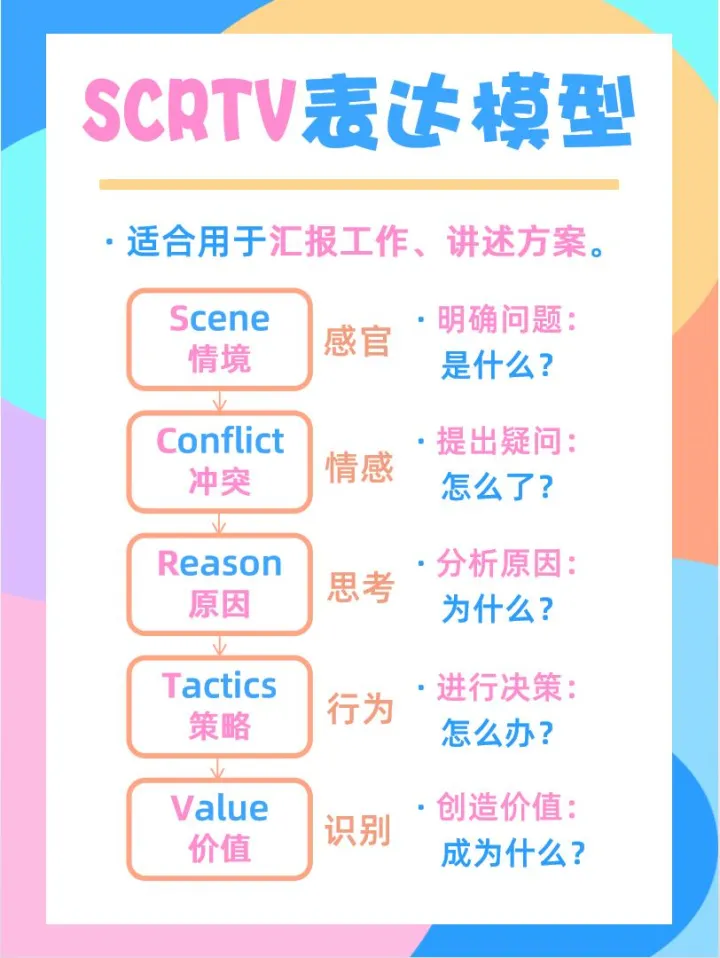 SCRTV表达模型
· 适合用于汇报工作、讲述方案。
Scene
情境
感官
· 明确问题：
是什么？
Conflict
冲突
情感
· 提出疑问：
怎么了？
Reason
原因
思考
· 分析原因：
为什么？
Tactics
策略
行为
· 进行决策：
怎么办？
Value
价值
识别
· 创造价值：
成为什么？